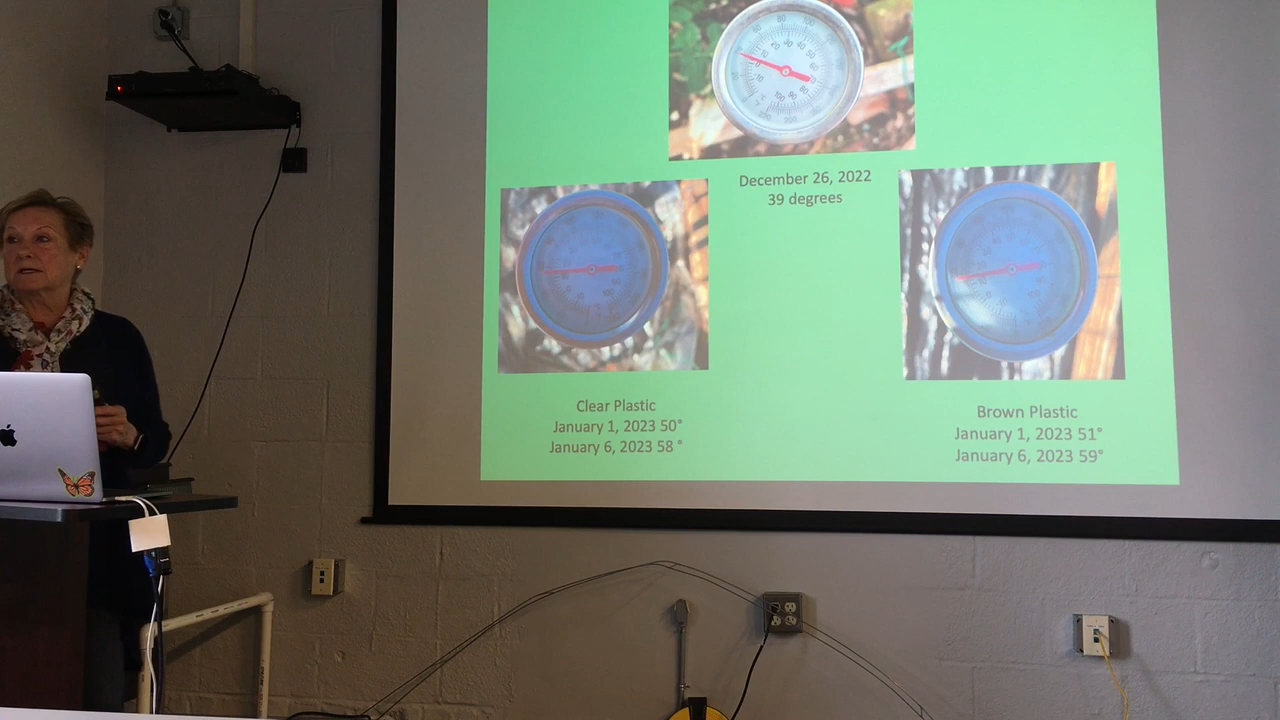 December 26, 2022
39 degrees
Clear Plastic
January 1, 2023 50°
January 6, 2023 58 °
Brown Plastic
January 1, 2023 51°
January 6, 2023 59°